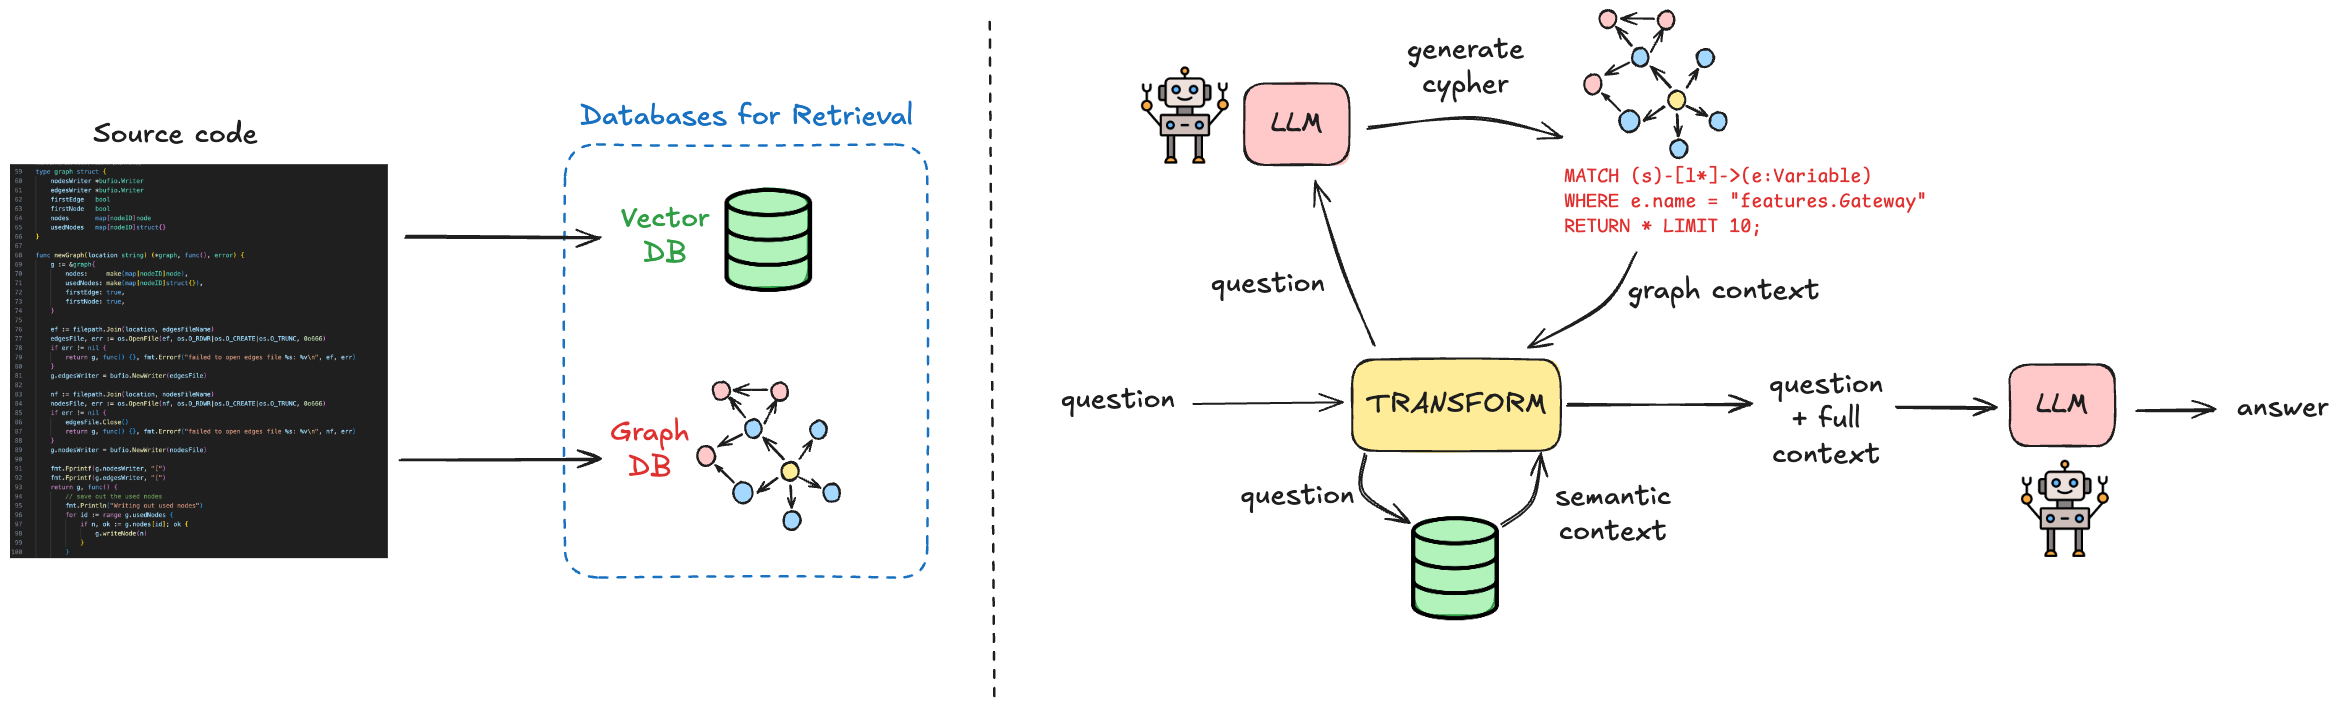 Source code
59 type graph struct {
60 nodesWriter *bufio.Writer
61 edgesWriter *bufio.Writer
62 firstEdge bool
63 firstNode bool
64 nodes map[nodeID]node
65 usedNodes map[nodeID]struct{}
66 }
67
68 func newGraph(location string) (*graph, func(), error) {
69 g := &graph{
70 nodes: make(map[nodeID]node),
71 usedNodes: make(map[nodeID]struct{}),
72 firstEdge: true,
73 firstNode: true,
74 }
75
76 ef := filepath.Join(location, edgesFileName)
77 edgesFile, err := os.OpenFile(ef, os.O_RDWR|os.O_CREATE|os.O_TRUNC, 0o666)
78 if err != nil {
79 return g, func() {}, fmt.Errorf("failed to open edges file %s: %v\n", ef, err)
80 }
81 g.edgesWriter = bufio.NewWriter(edgesFile)
82
83 nf := filepath.Join(location, nodesFileName)
84 nodesFile, err := os.OpenFile(nf, os.O_RDWR|os.O_CREATE|os.O_TRUNC, 0o666)
85 if err != nil {
86 edgesFile.Close()
87 return g, func() {}, fmt.Errorf("failed to open edges file %s: %v\n", nf, err)
88 }
89 g.nodesWriter = bufio.NewWriter(nodesFile)
90
91 fmt.Fprintf(g.nodesWriter, "[")
92 fmt.Fprintf(g.edgesWriter, "[")
93 return g, func() {
94 // save out the used nodes
95 fmt.Println("Writing out used nodes")
96 for id := range g.usedNodes {
97 if n, ok := g.nodes[id]; ok {
98 g.writeNode(n)
99 }
100 }
Databases for Retrieval
Vector
DB
Graph
DB
LLM
generate
cypher
MATCH (s)-[l*]->(e:Variable)
WHERE e.name = "features.Gateway"
RETURN * LIMIT 10;
question
graph context
question
TRANSFORM
question
+ full
context
LLM
answer
question
semantic
context